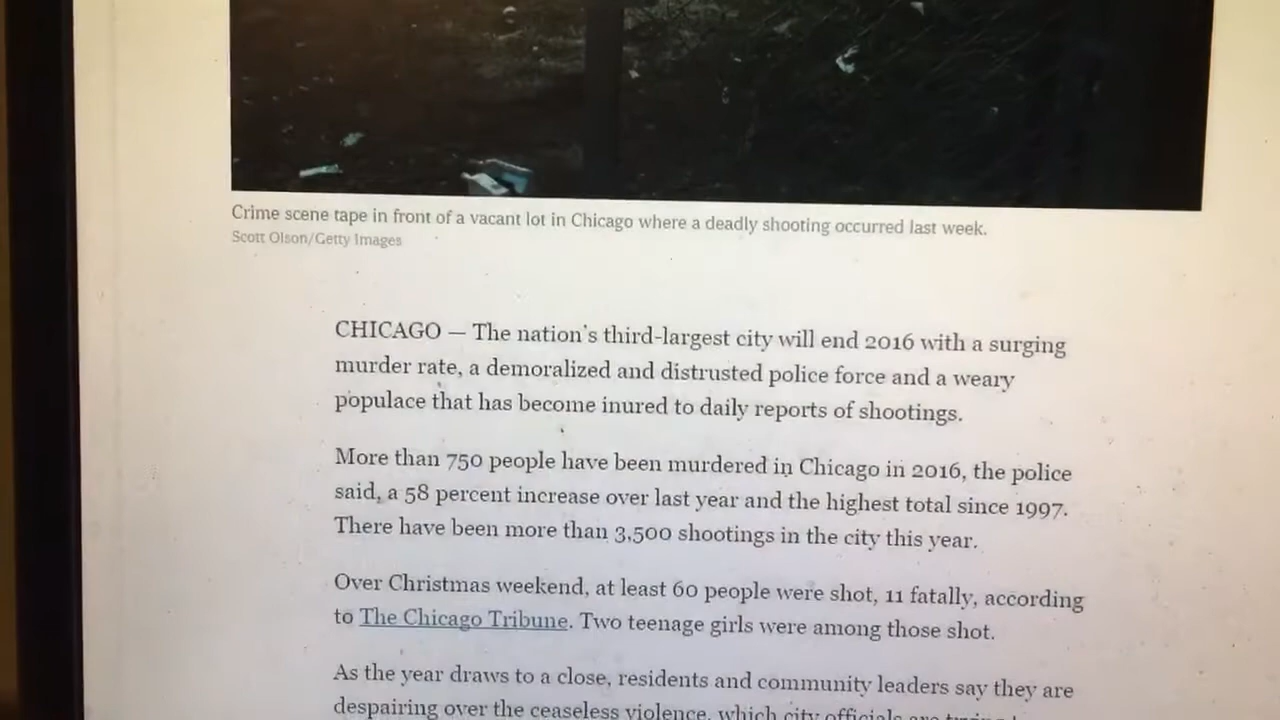 Crime scene tape in front of a vacant lot in Chicago where a deadly shooting occurred last week.
Scott Olson/Getty Images
CHICAGO — The nation's third-largest city will end 2016 with a surging
murder rate, a demoralized and distrusted police force and a weary
populace that has become inured to daily reports of shootings.
More than 750 people have been murdered in Chicago in 2016, the police
said, a 58 percent increase over last year and the highest total since 1997.
There have been more than 3,500 shootings in the city this year.
Over Christmas weekend, at least 60 people were shot, 11 fatally, according
to The Chicago Tribune. Two teenage girls were among those shot.
As the year draws to a close, residents and community leaders say they are
despairing over the ceaseless violence, which city officials are